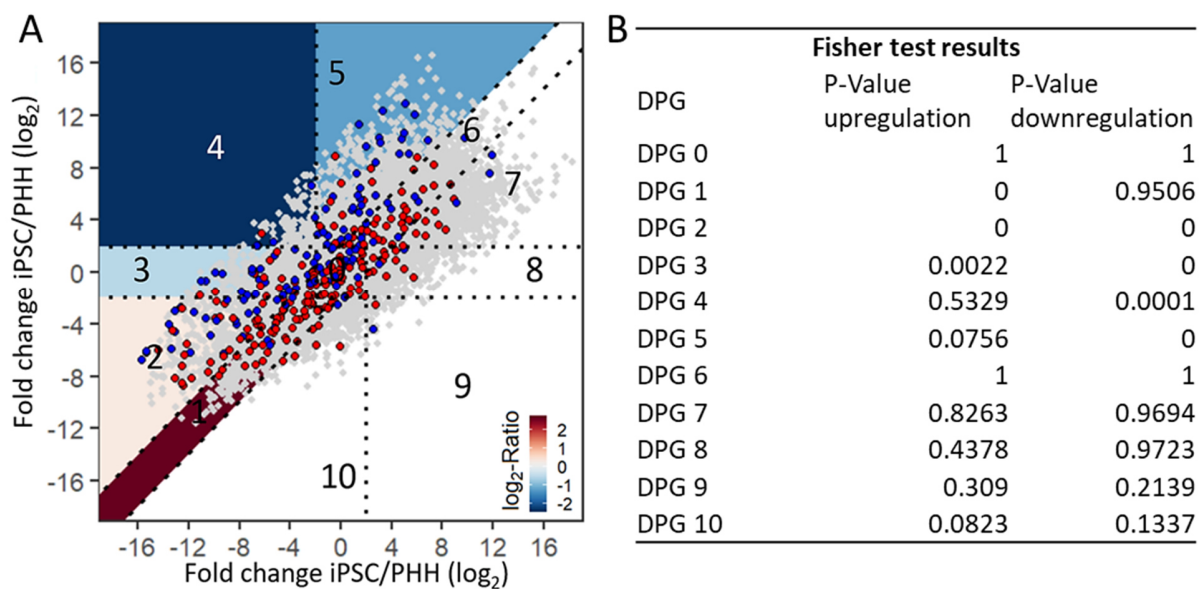 A
Fold change iPSC/PHH (log2)
16
12
8
4
0
-4
-8
-12
-16
5
4
6
7
3
0
8
2
9
1
10
log2-Ratio
2
1
0
-1
-2
-16 -12 -8 -4 0 4 8 12 16
Fold change iPSC/PHH (log2)
B
Fisher test results
DPG P-Value upregulation P-Value downregulation
DPG 0 1 1
DPG 1 0 0.9506
DPG 2 0 0
DPG 3 0.0022 0
DPG 4 0.5329 0.0001
DPG 5 0.0756 0
DPG 6 1 1
DPG 7 0.8263 0.9694
DPG 8 0.4378 0.9723
DPG 9 0.309 0.2139
DPG 10 0.0823 0.1337